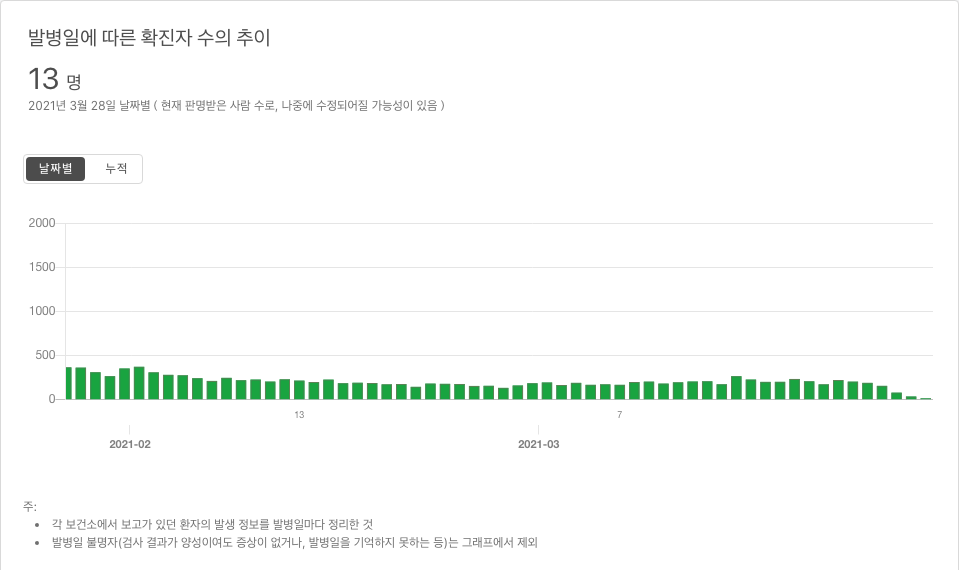 발병일에 따른 확진자 수의 추이
13 명
2021년 3월 28일 날짜별 ( 현재 판명받은 사람 수로, 나중에 수정되어질 가능성이 있음 )
날짜별 누적
2000
1500
1000
500
0
13 7
2021-02 2021-03
주:
• 각 보건소에서 보고가 있던 환자의 발생 정보를 발병일마다 정리한 것
• 발병일 불명자(검사 결과가 양성이여도 증상이 없거나, 발병일을 기억하지 못하는 등)는 그래프에서 제외